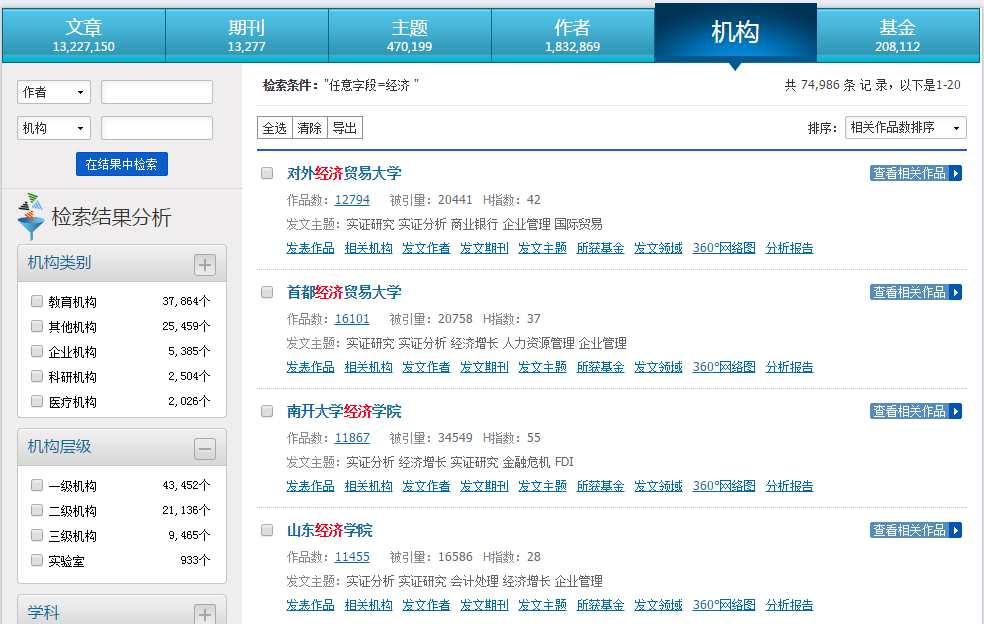 文章 期刊 主题 作者 机构 基金
13,227,150 13,277 470,199 1,832,869 208,112
作者
机构
在结果中检索
检索结果分析
机构类别
教育机构 37,864个
其他机构 25,459个
企业机构 5,385个
科研机构 2,504个
医疗机构 2,026个
机构层级
一级机构 43,452个
二级机构 21,136个
三级机构 9,465个
实验室 933个
学科
检索条件："任意字段=经济 " 共 74,986 条 记 录，以下是1-20
全选 清除 导出 排序： 相关作品数排序
对外经济贸易大学 查看相关作品
作品数： 12794 被引量： 20441 H指数： 42
发文主题： 实证研究 实证分析 商业银行 企业管理 国际贸易
发表作品 相关机构 发文作者 发文期刊 发文主题 所获基金 发文领域 360°网络图 分析报告
首都经济贸易大学 查看相关作品
作品数： 16101 被引量： 20758 H指数： 37
发文主题： 实证研究 实证分析 经济增长 人力资源管理 企业管理
发表作品 相关机构 发文作者 发文期刊 发文主题 所获基金 发文领域 360°网络图 分析报告
南开大学经济学院 查看相关作品
作品数： 11867 被引量： 34549 H指数： 55
发文主题： 实证分析 经济增长 实证研究 金融危机 FDI
发表作品 相关机构 发文作者 发文期刊 发文主题 所获基金 发文领域 360°网络图 分析报告
山东经济学院 查看相关作品
作品数： 11455 被引量： 16586 H指数： 28
发文主题： 实证分析 实证研究 会计处理 经济增长 企业管理
发表作品 相关机构 发文作者 发文期刊 发文主题 所获基金 发文领域 360°网络图 分析报告